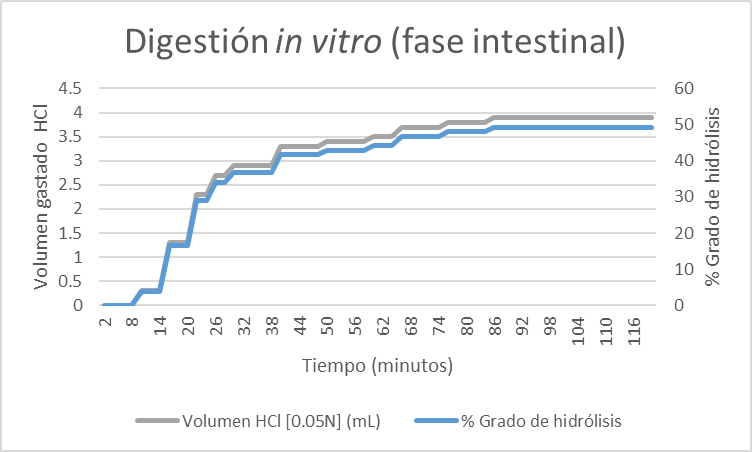 Digestión in vitro (fase intestinal)
Volumen gastado HCl
4.5
4
3.5
3
2.5
2
1.5
1
0.5
0
60
50
40
30
20
10
0
% Grado de hidrólisis
2 8 14 20 26 32 38 44 50 56 62 68 74 80 86 92 98 104 110 116
Tiempo (minutos)
Volumen HCl [0.05N] (mL) % Grado de hidrólisis